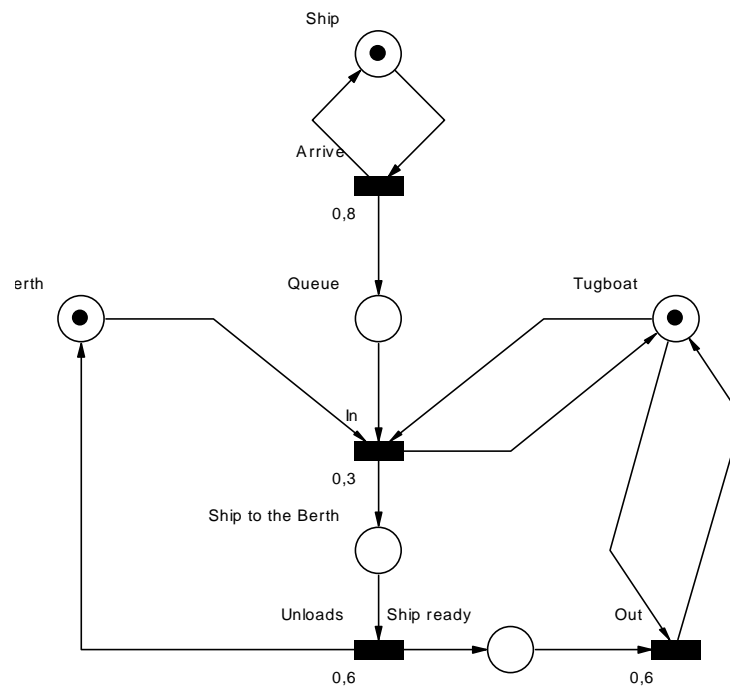 Ship
Arrive
0,8
erth
Queue
Tugboat
In
0,3
Ship to the Berth
Unloads
Ship ready
Out
0,6
0,6